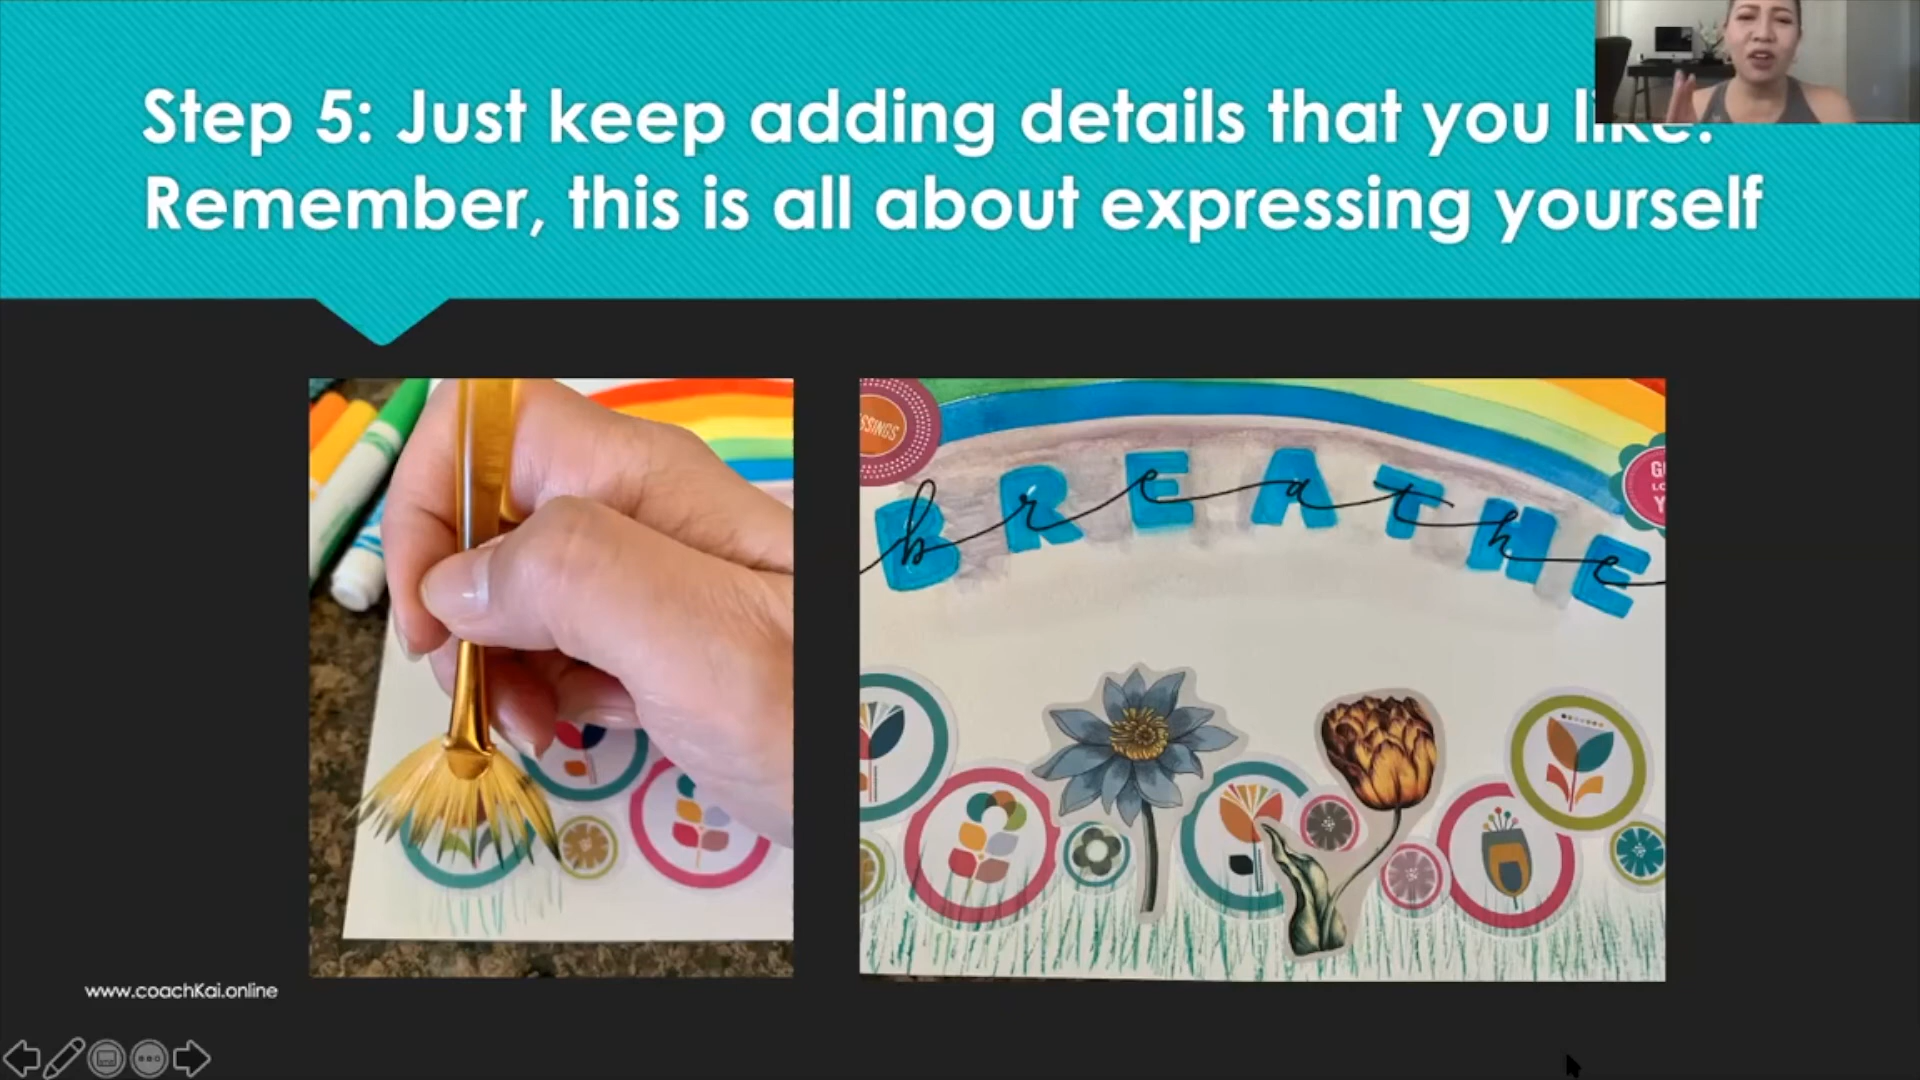 Step 5: Just keep adding details that you like.
Remember, this is all about expressing yourself
BREATHE
breathe
www.coachKai.online